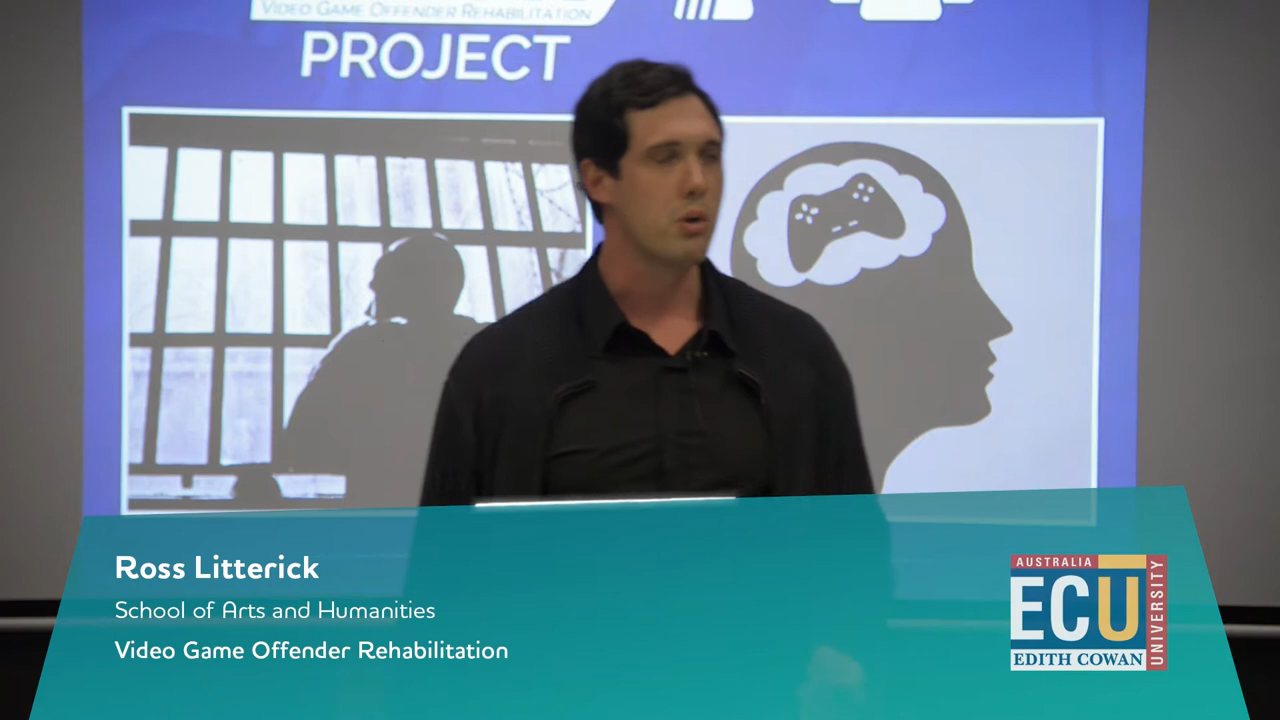 VIDEO GAME OFFENDER REHABILITATION
PROJECT
Ross Litterick
School of Arts and Humanities
Video Game Offender Rehabilitation
AUSTRALIA
ECU
UNIVERSITY
EDITH COWAN